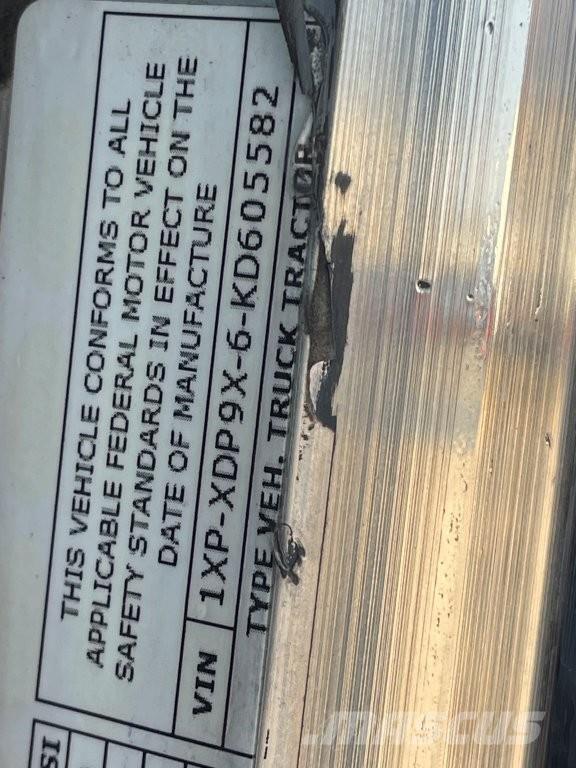 THIS VEHICLE CONFORMS TO ALL
APPLICABLE FEDERAL MOTOR VEHICLE
SAFETY STANDARDS IN EFFECT ON THE
DATE OF MANUFACTURE
VIN 1XP-XDP9X-6-KD605582
TYPE VEH. TRUCK TRACTOR
MASCUS